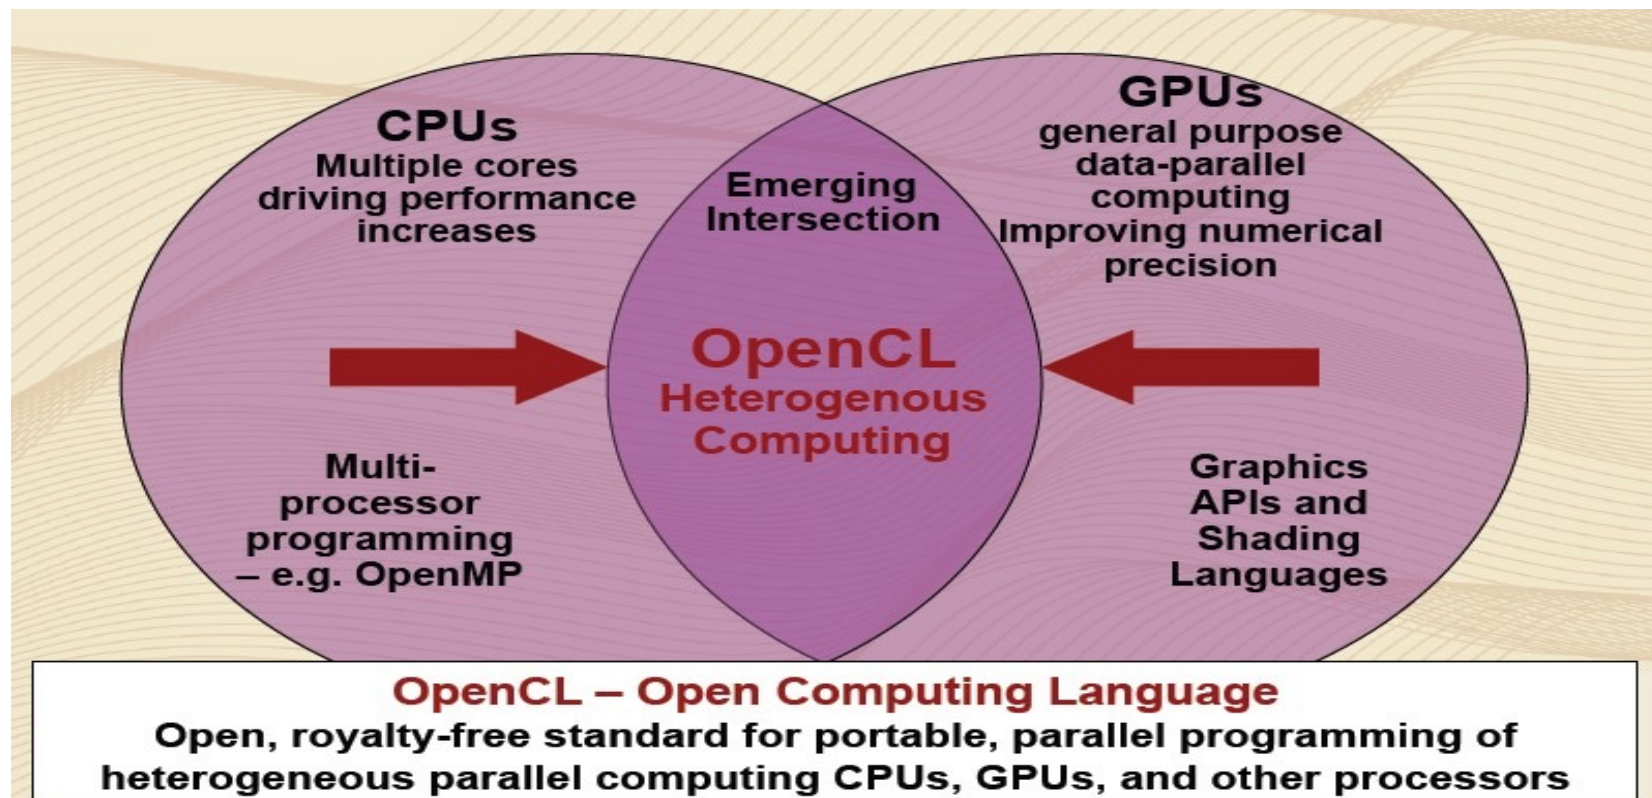 CPUs
Multiple cores
driving performance
increases
Multi-
processor
programming
– e.g. OpenMP
Emerging
Intersection
OpenCL
Heterogenous
Computing
GPUs
general purpose
data-parallel
computing
Improving numerical
precision
Graphics
APIs and
Shading
Languages
OpenCL – Open Computing Language
Open, royalty-free standard for portable, parallel programming of
heterogeneous parallel computing CPUs, GPUs, and other processors